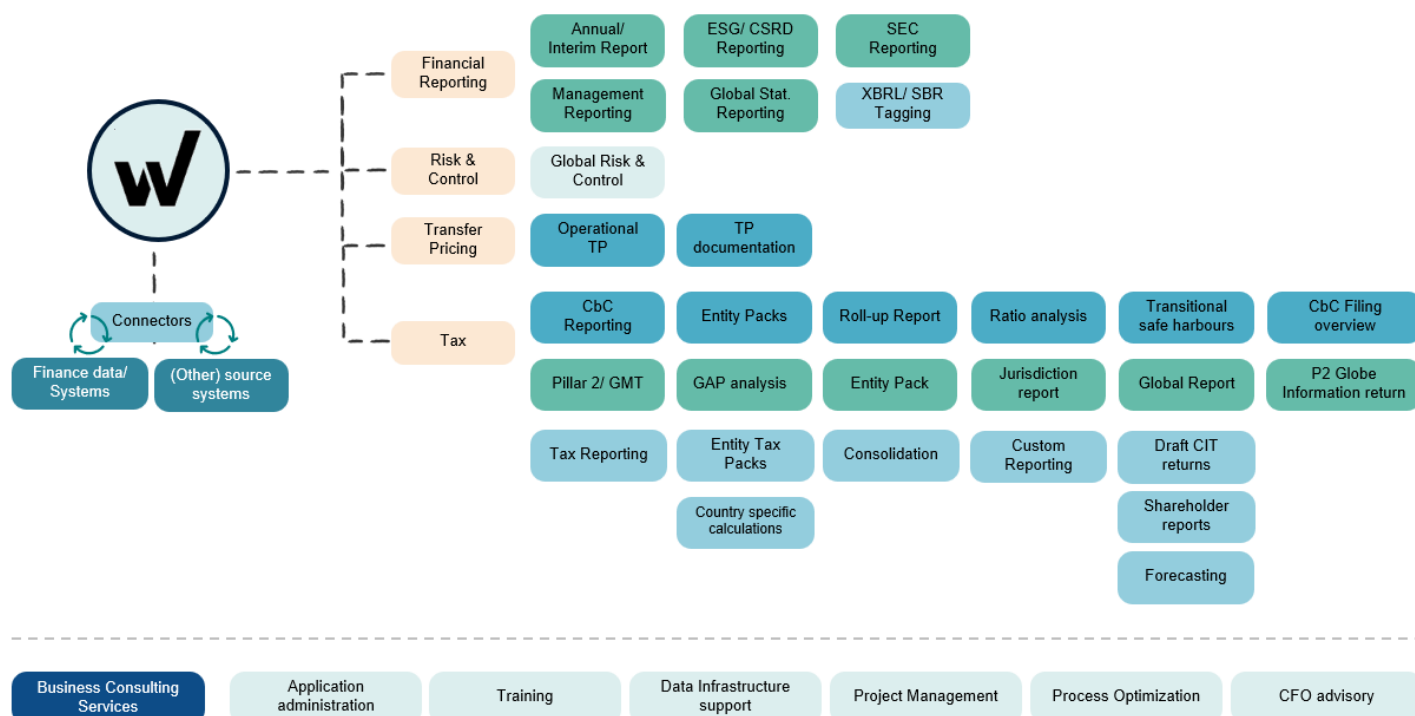 Financial
Reporting
Annual/
Interim Report
ESG/ CSRD
Reporting
SEC
Reporting
Management
Reporting
Global Stat.
Reporting
XBRL/ SBR
Tagging
Risk &
Control
Global Risk &
Control
Transfer
Pricing
Operational
TP
TP
documentation
Connectors
Finance data/
Systems
(Other) source
systems
Tax
CbC
Reporting
Entity Packs
Roll-up Report
Ratio analysis
Transitional
safe harbours
CbC Filing
overview
Pillar 2/ GMT
GAP analysis
Entity Pack
Jurisdiction
report
Global Report
P2 Globe
Information return
Tax Reporting
Entity Tax
Packs
Consolidation
Custom
Reporting
Draft CIT
returns
Country specific
calculations
Shareholder
reports
Forecasting
Business Consulting
Services
Application
administration
Training
Data Infrastructure
support
Project Management
Process Optimization
CFO advisory